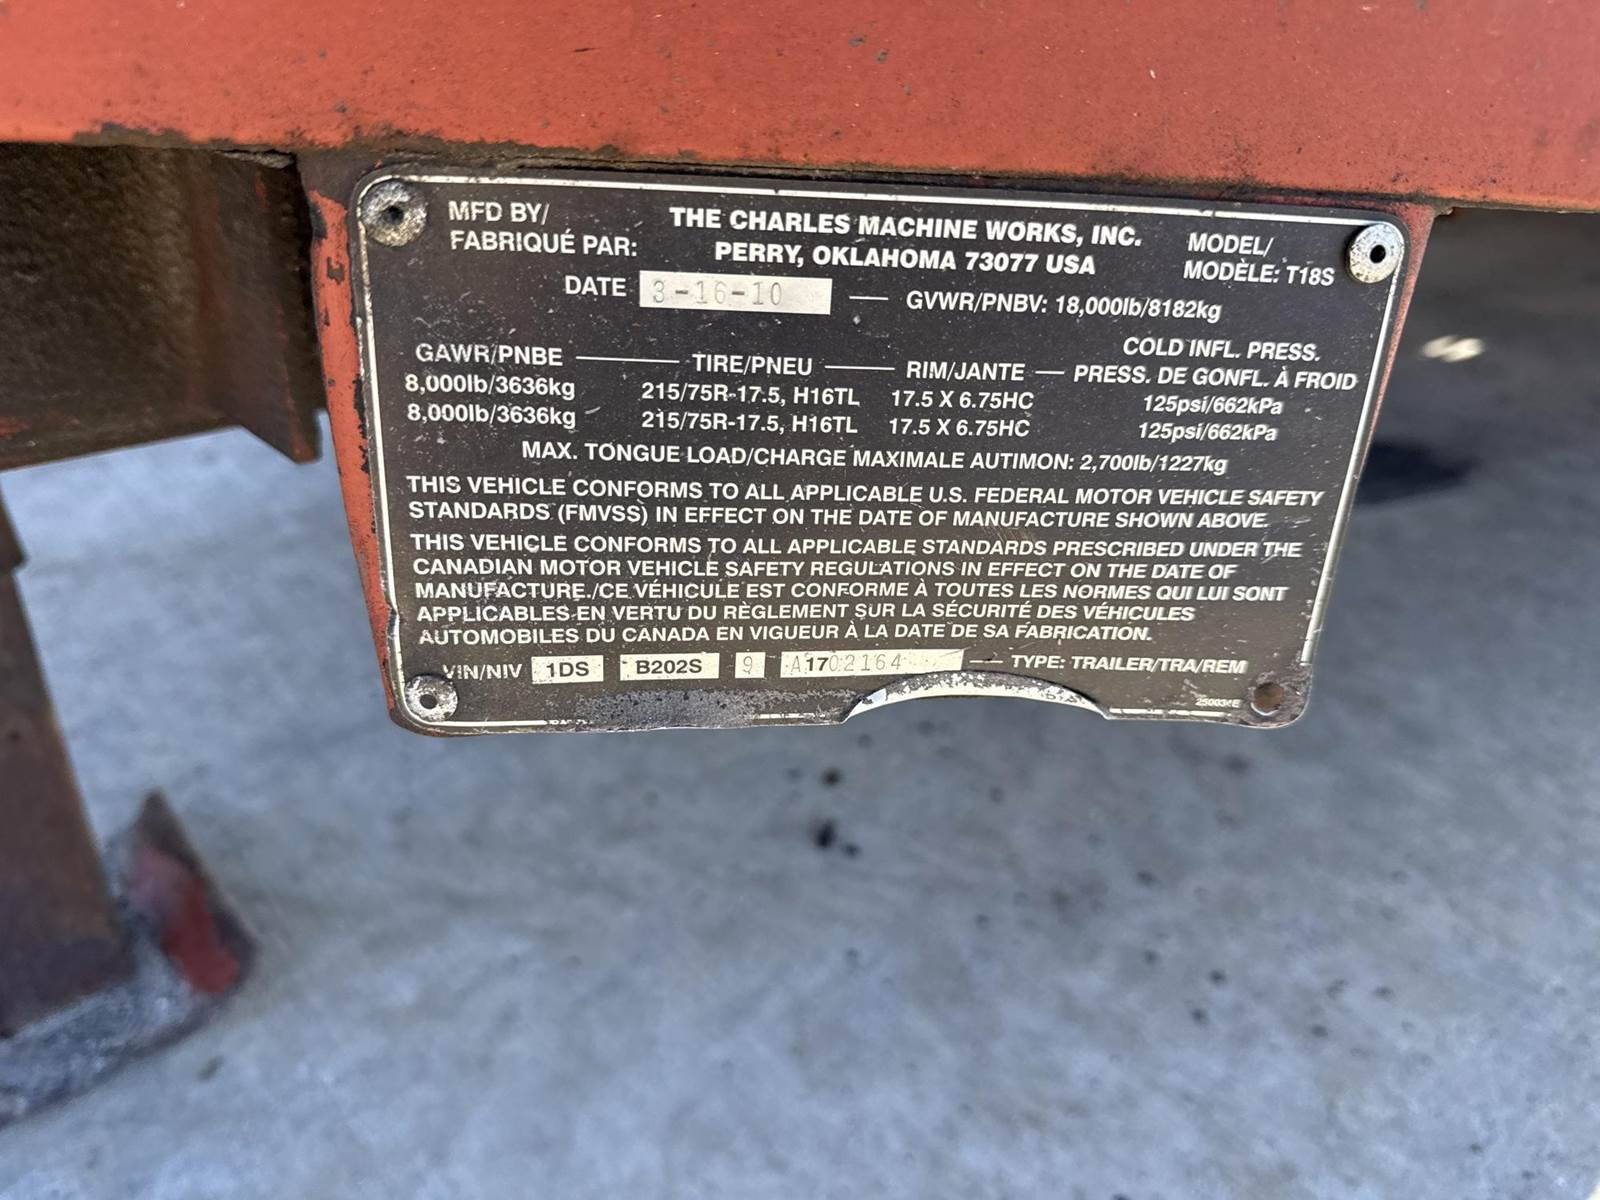 MFD BY/
FABRIQUÉ PAR:
THE CHARLES MACHINE WORKS, INC.
PERRY, OKLAHOMA 73077 USA
MODEL/
MODÈLE: T18S
DATE 3-16-10 — GVWR/PNBV: 18,000lb/8182kg
COLD INFL. PRESS.
GAWR/PNBE — TIRE/PNEU — RIM/JANTE — PRESS. DE GONFL. À FROID
8,000lb/3636kg 215/75R-17.5, H16TL 17.5 X 6.75HC 125psi/662kPa
8,000lb/3636kg 215/75R-17.5, H16TL 17.5 X 6.75HC 125psi/662kPa
MAX. TONGUE LOAD/CHARGE MAXIMALE AUTIMON: 2,700lb/1227kg
THIS VEHICLE CONFORMS TO ALL APPLICABLE U.S. FEDERAL MOTOR VEHICLE SAFETY
STANDARDS (FMVSS) IN EFFECT ON THE DATE OF MANUFACTURE SHOWN ABOVE.
THIS VEHICLE CONFORMS TO ALL APPLICABLE STANDARDS PRESCRIBED UNDER THE
CANADIAN MOTOR VEHICLE SAFETY REGULATIONS IN EFFECT ON THE DATE OF
MANUFACTURE./CE VÉHICULE EST CONFORME À TOUTES LES NORMES QUI LUI SONT
APPLICABLES EN VERTU DU RÈGLEMENT SUR LA SÉCURITÉ DES VÉHICULES
AUTOMOBILES DU CANADA EN VIGUEUR À LA DATE DE SA FABRICATION.
VIN/NIV 1DS B202S 9 A1702164 — TYPE: TRAILER/TRA/REM